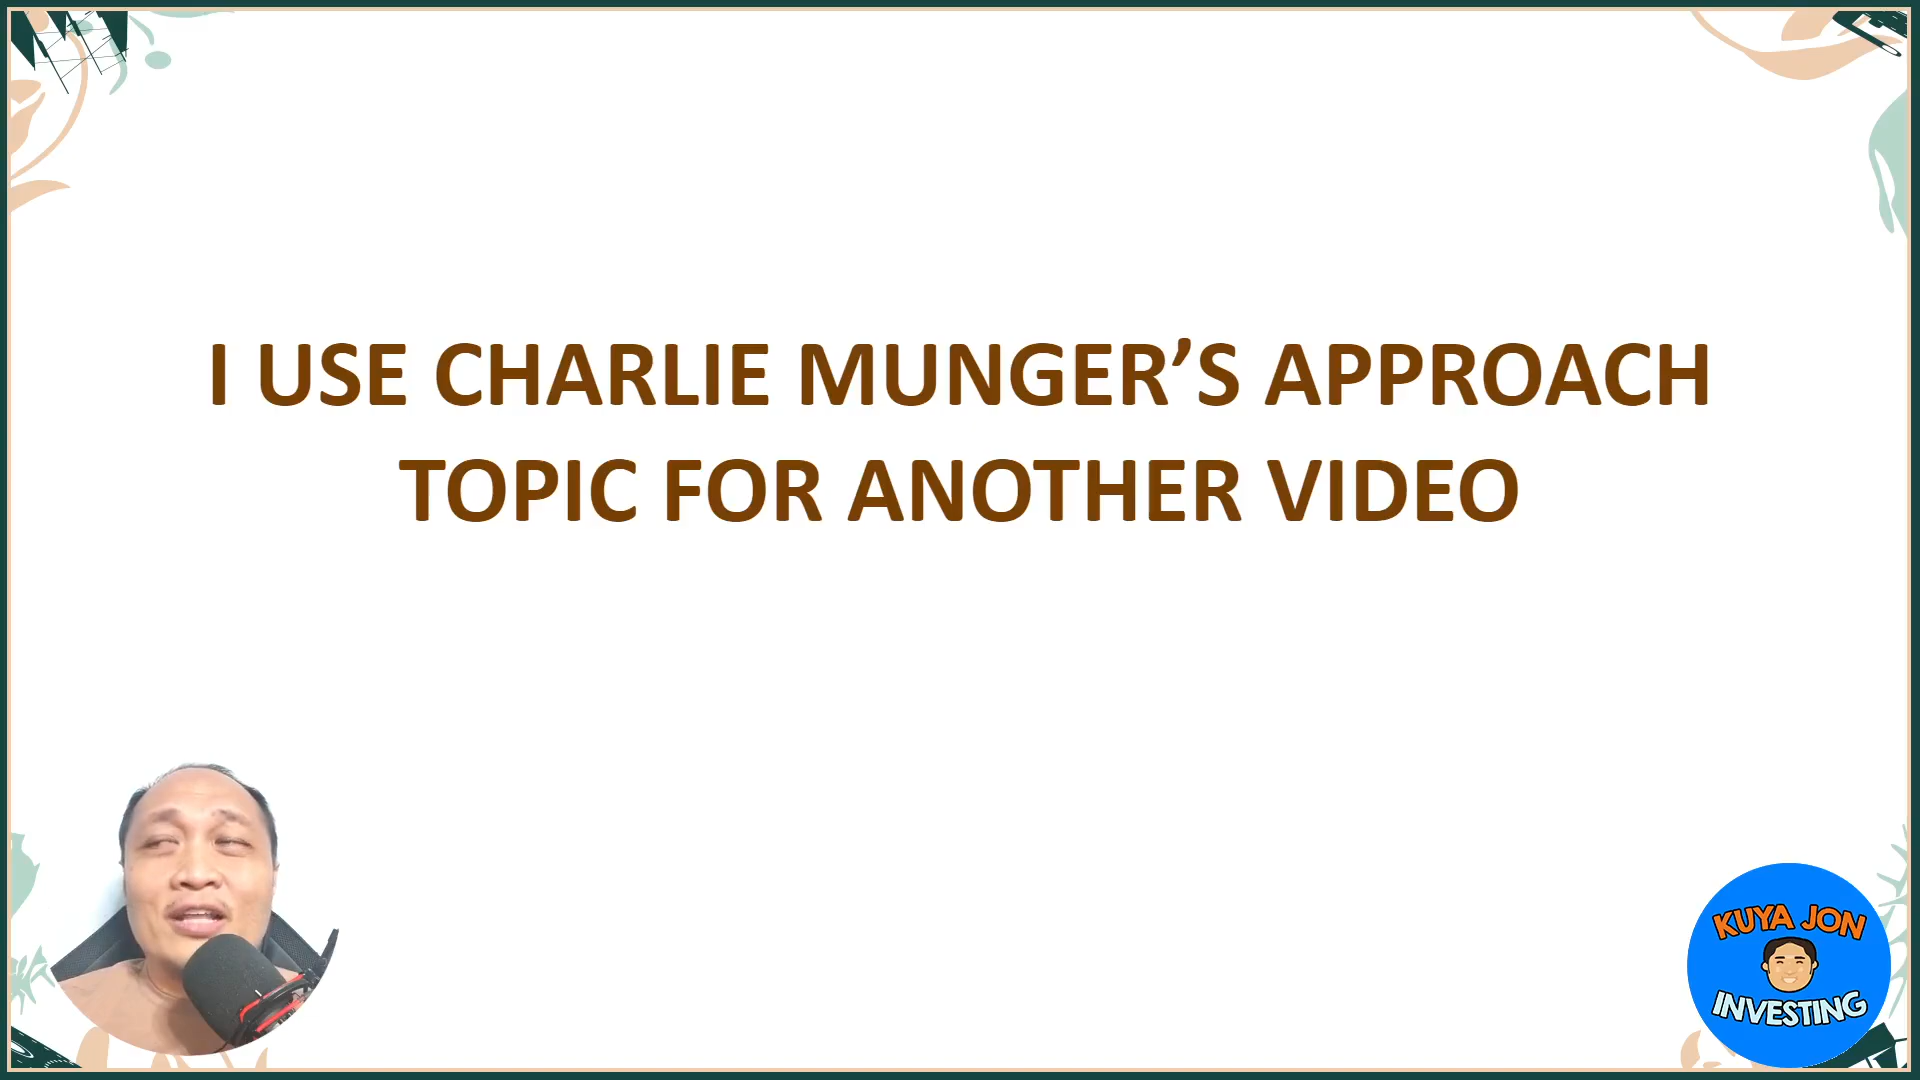 I USE CHARLIE MUNGER’S APPROACH
TOPIC FOR ANOTHER VIDEO
KUYA JON
INVESTING